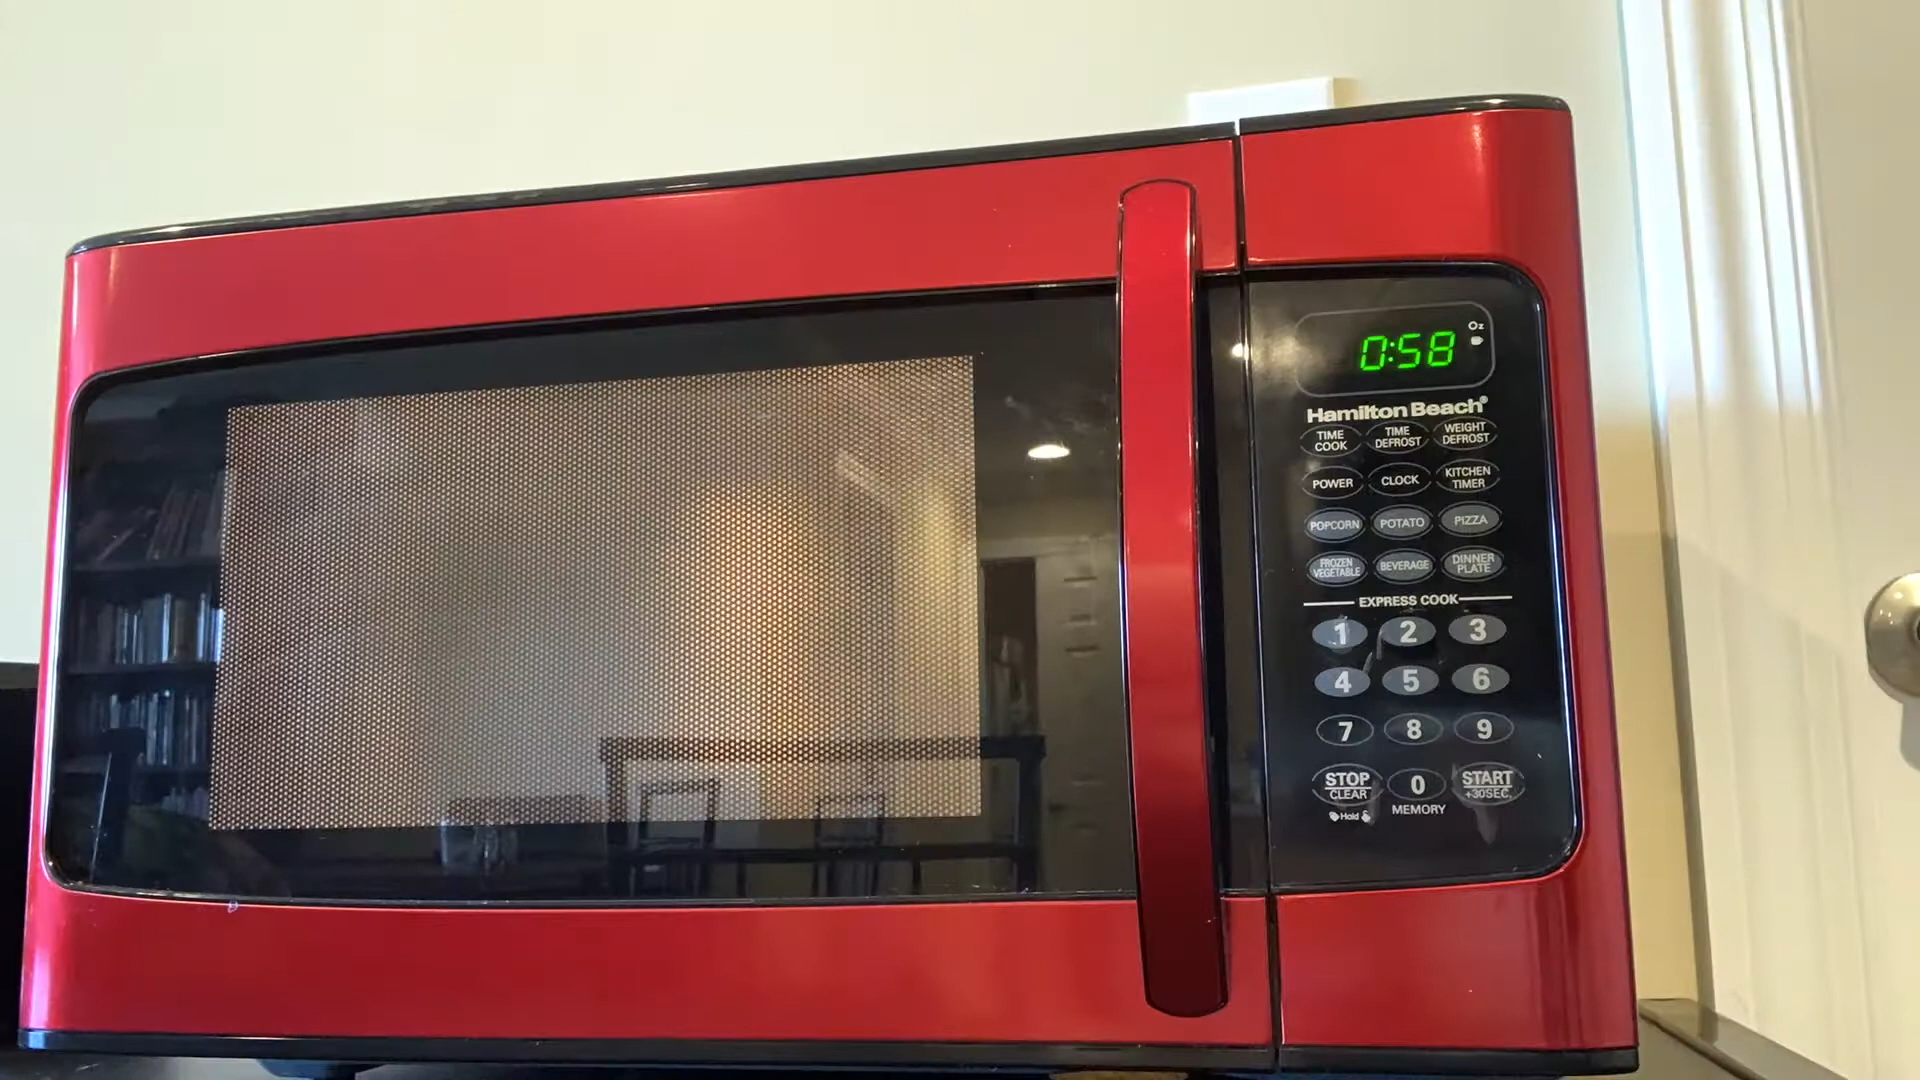 0:58
Oz
Hamilton Beach®
TIME COOK
TIME DEFROST
WEIGHT DEFROST
POWER
CLOCK
KITCHEN TIMER
POPCORN
POTATO
PIZZA
FROZEN VEGETABLE
BEVERAGE
DINNER PLATE
EXPRESS COOK
1 2 3
4 5 6
7 8 9
STOP
CLEAR
0
START
+30SEC.
Hold
MEMORY